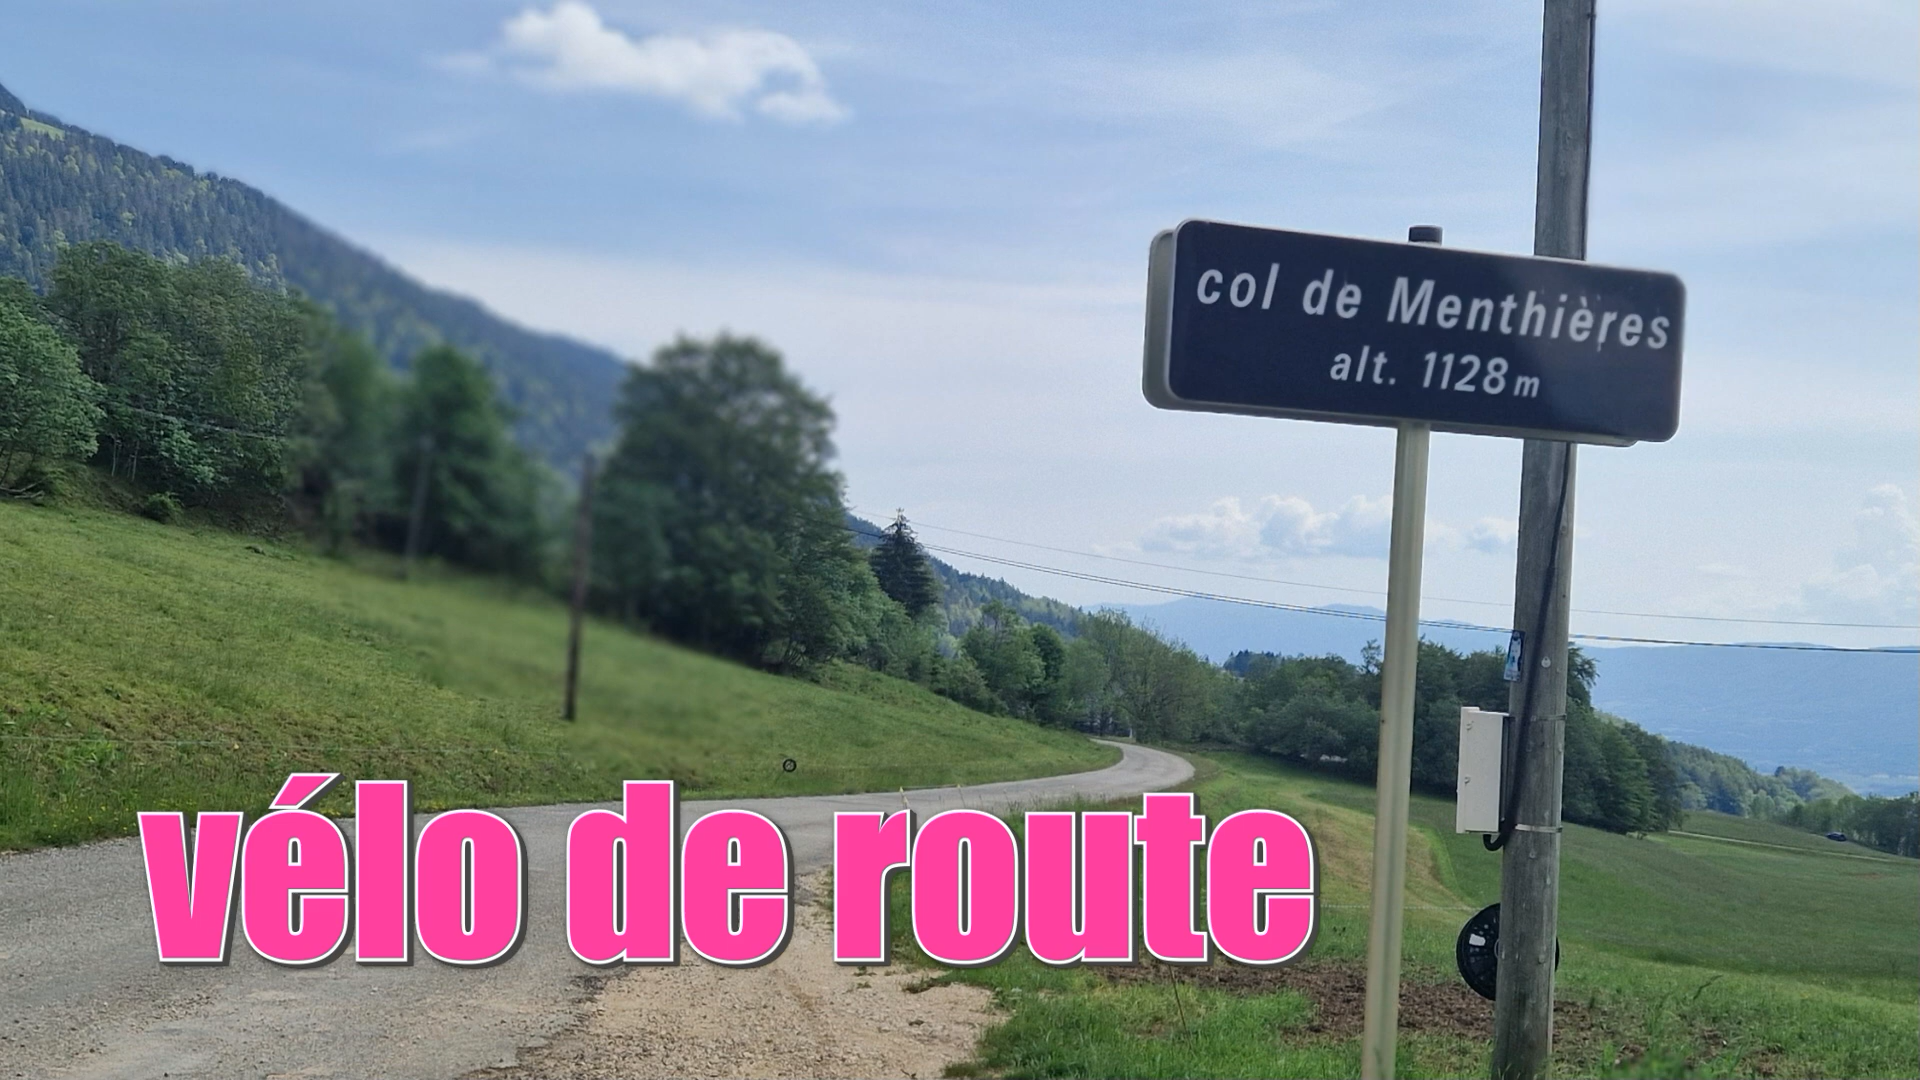 col de Menthières
alt. 1128 m
vélo de route